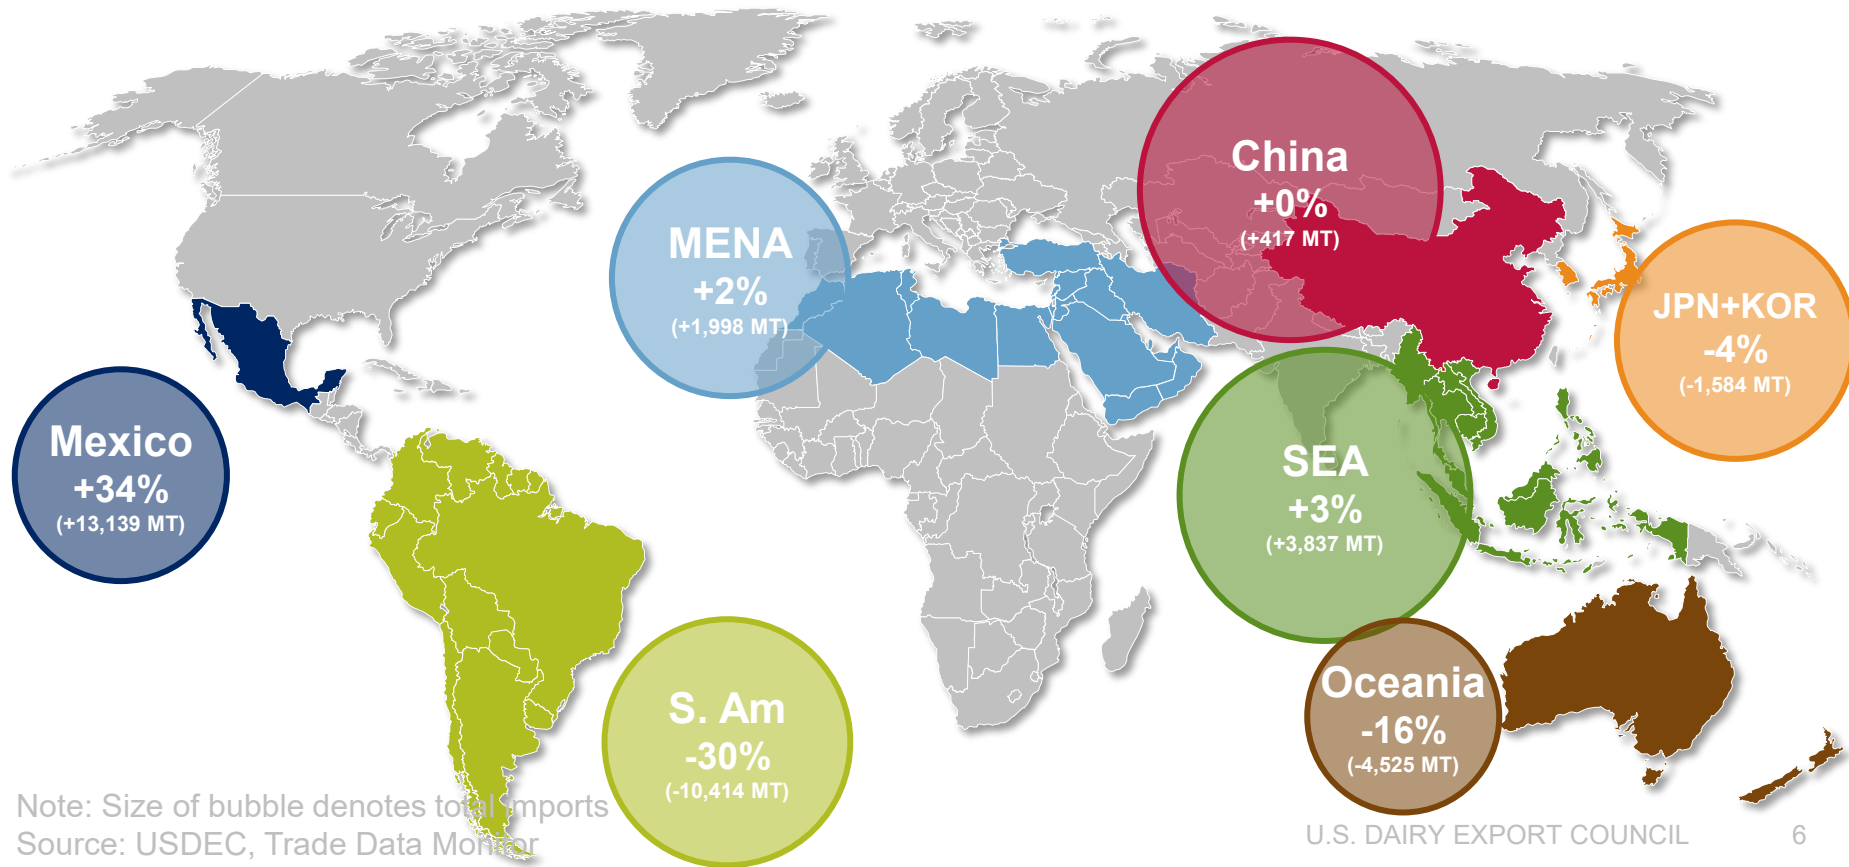 China
+0%
(+417 MT)
MENA
+2%
(+1,998 MT)
JPN+KOR
-4%
(-1,584 MT)
Mexico
+34%
(+13,139 MT)
SEA
+3%
(+3,837 MT)
Oceania
-16%
(-4,525 MT)
S. Am
-30%
(-10,414 MT)
Note: Size of bubble denotes total imports
Source: USDEC, Trade Data Monitor
U.S. DAIRY EXPORT COUNCIL 6